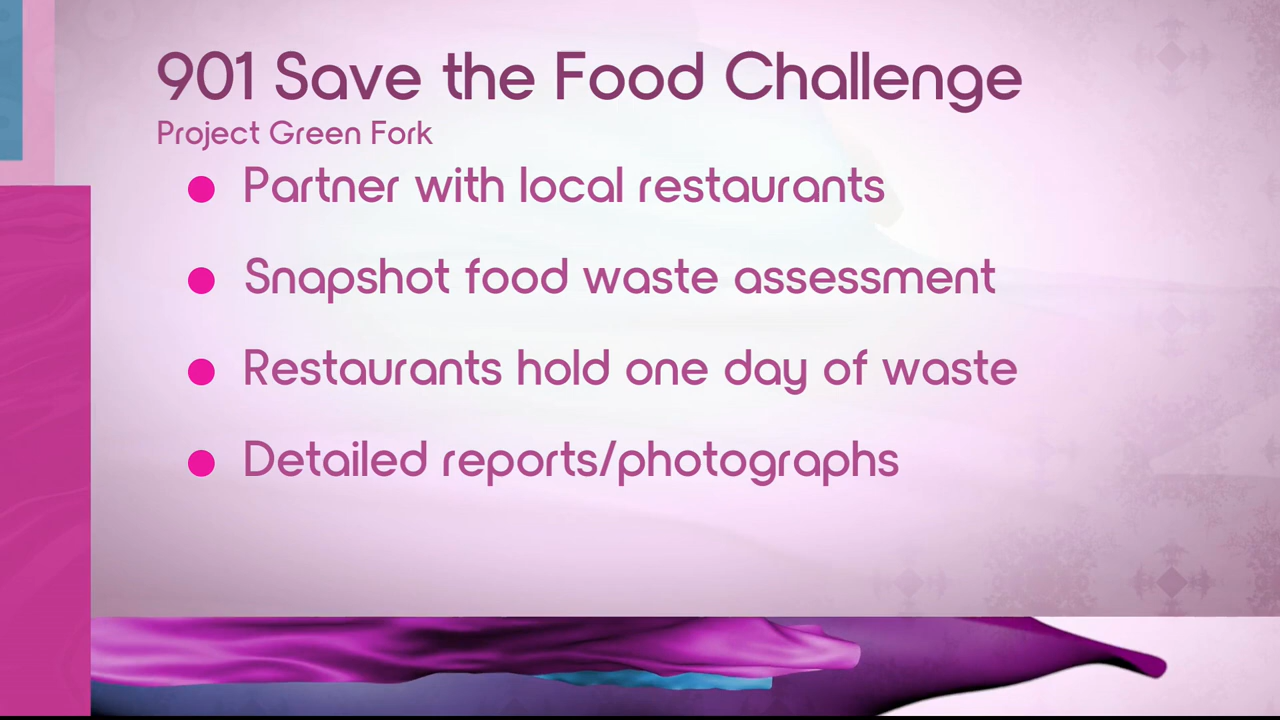 901 Save the Food Challenge
Project Green Fork
Partner with local restaurants
Snapshot food waste assessment
Restaurants hold one day of waste
Detailed reports/photographs